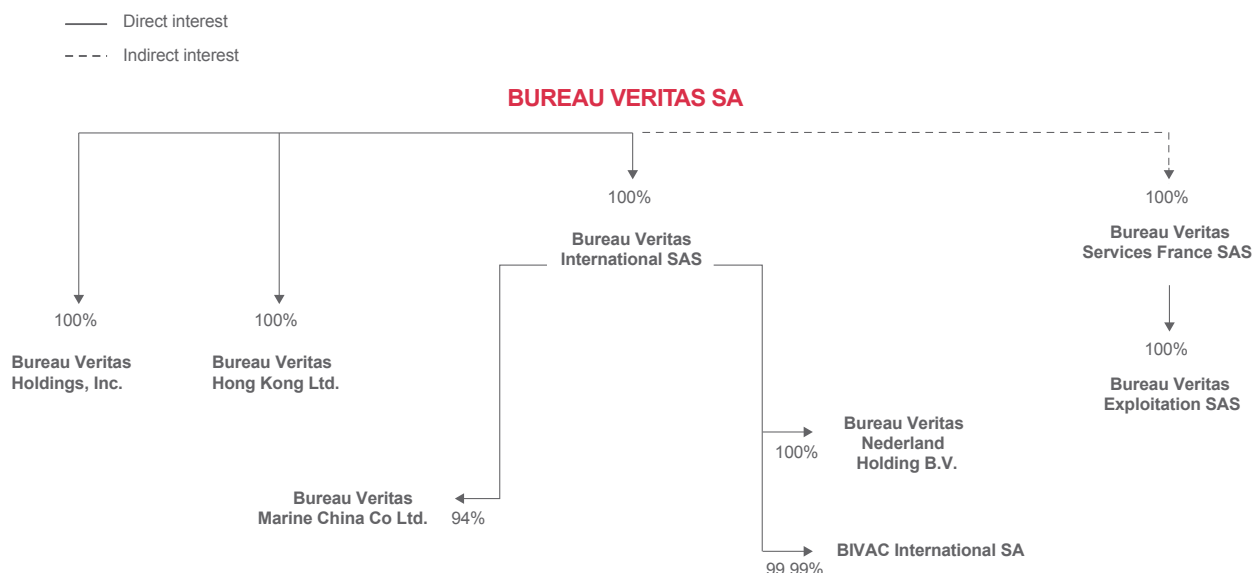 Direct interest
Indirect interest
BUREAU VERITAS SA
100%
100%
Bureau Veritas
International SAS
Bureau Veritas
Services France SAS
100%
100%
Bureau Veritas
Holdings, Inc.
Bureau Veritas
Hong Kong Ltd.
100%
Bureau Veritas
Exploitation SAS
Bureau Veritas
Nederland
Holding B.V.
100%
Bureau Veritas
Marine China Co Ltd.
94%
BIVAC International SA
99.99%